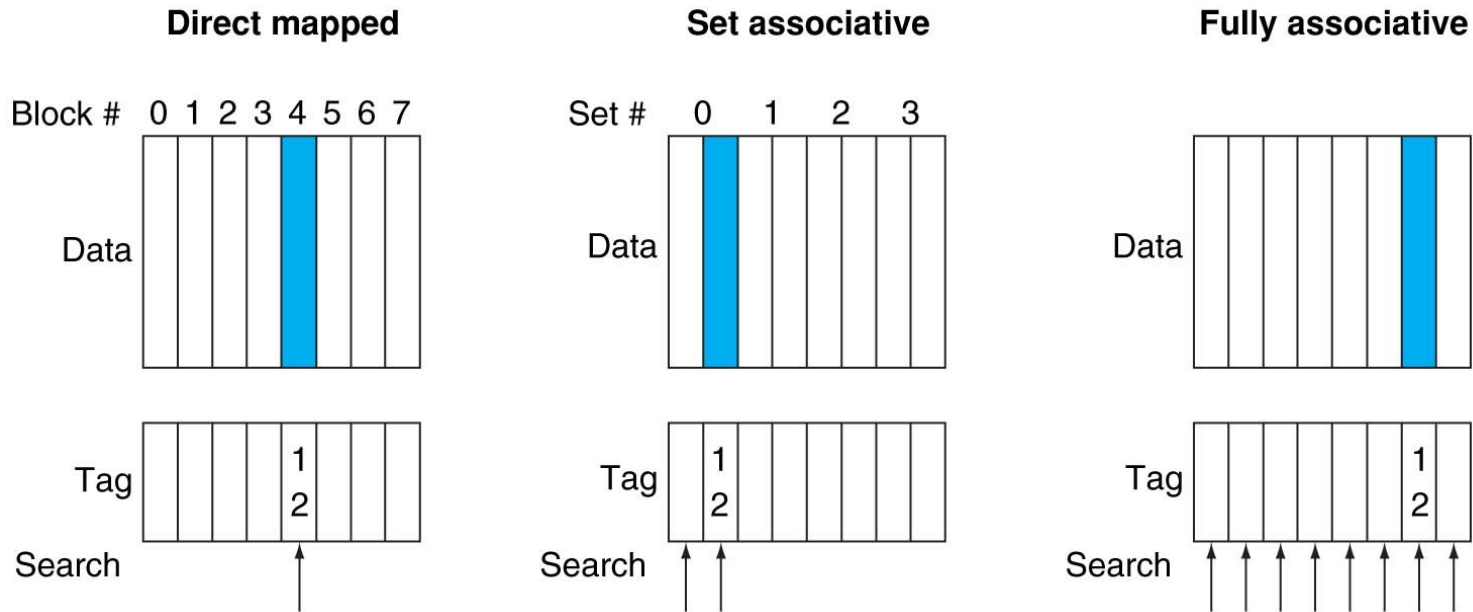 Direct mapped
Set associative
Fully associative
Block # 0 1 2 3 4 5 6 7
Set # 0 1 2 3
Data
Data
Data
1
2
Tag
1
2
Tag
1
2
Tag
Search
Search
Search